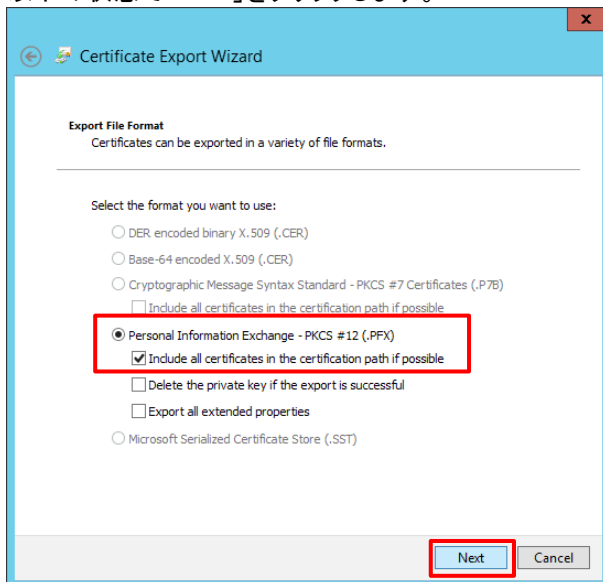 x
Certificate Export Wizard
Export File Format
Certificates can be exported in a variety of file formats.
Select the format you want to use:
DER encoded binary X.509 (.CER)
Base-64 encoded X.509 (.CER)
Cryptographic Message Syntax Standard - PKCS #7 Certificates (.P7B)
Include all certificates in the certification path if possible
Personal Information Exchange - PKCS #12 (.PFX)
Include all certificates in the certification path if possible
Delete the private key if the export is successful
Export all extended properties
Microsoft Serialized Certificate Store (.SST)
Next Cancel